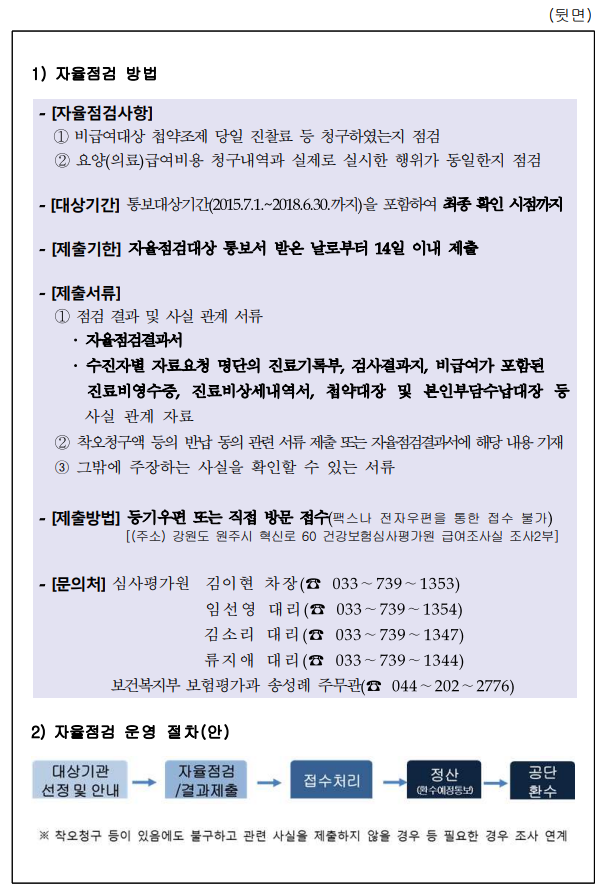 (뒷면)
1) 자율점검 방법
- [자율점검사항]
① 비급여대상 첩약조제 당일 진찰료 등 청구하였는지 점검
② 요양(의료)급여비용 청구내역과 실제로 실시한 행위가 동일한지 점검
- [대상기간] 통보대상기간(2015.7.1.~2018.6.30.까지)을 포함하여 최종 확인 시점까지
- [제출기한] 자율점검대상 통보서 받은 날로부터 14일 이내 제출
- [제출서류]
① 점검 결과 및 사실 관계 서류
· 자율점검결과서
· 수진자별 자료요청 명단의 진료기록부, 검사결과지, 비급여가 포함된
진료비영수증, 진료비상세내역서, 첩약대장 및 본인부담수납대장 등
사실 관계 자료
② 착오청구액 등의 반납 동의 관련 서류 제출 또는 자율점검결과서에 해당 내용 기재
③ 그밖에 주장하는 사실을 확인할 수 있는 서류
- [제출방법] 등기우편 또는 직접 방문 접수(팩스나 전자우편을 통한 접수 불가)
[(주소) 강원도 원주시 혁신로 60 건강보험심사평가원 급여조사실 조사2부]
- [문의처] 심사평가원 김이현 차장(☎ 033~739~1353)
임선영 대리(☎ 033~739~1354)
김소리 대리(☎ 033~739~1347)
류지애 대리(☎ 033~739~1344)
보건복지부 보험평가과 송성례 주무관(☎ 044~202~2776)
2) 자율점검 운영 절차(안)
대상기관
선정 및 안내
자율점검
/결과제출
접수처리
정산
(환수예정통보)
공단
환수
※ 착오청구 등이 있음에도 불구하고 관련 사실을 제출하지 않을 경우 등 필요한 경우 조사 연계